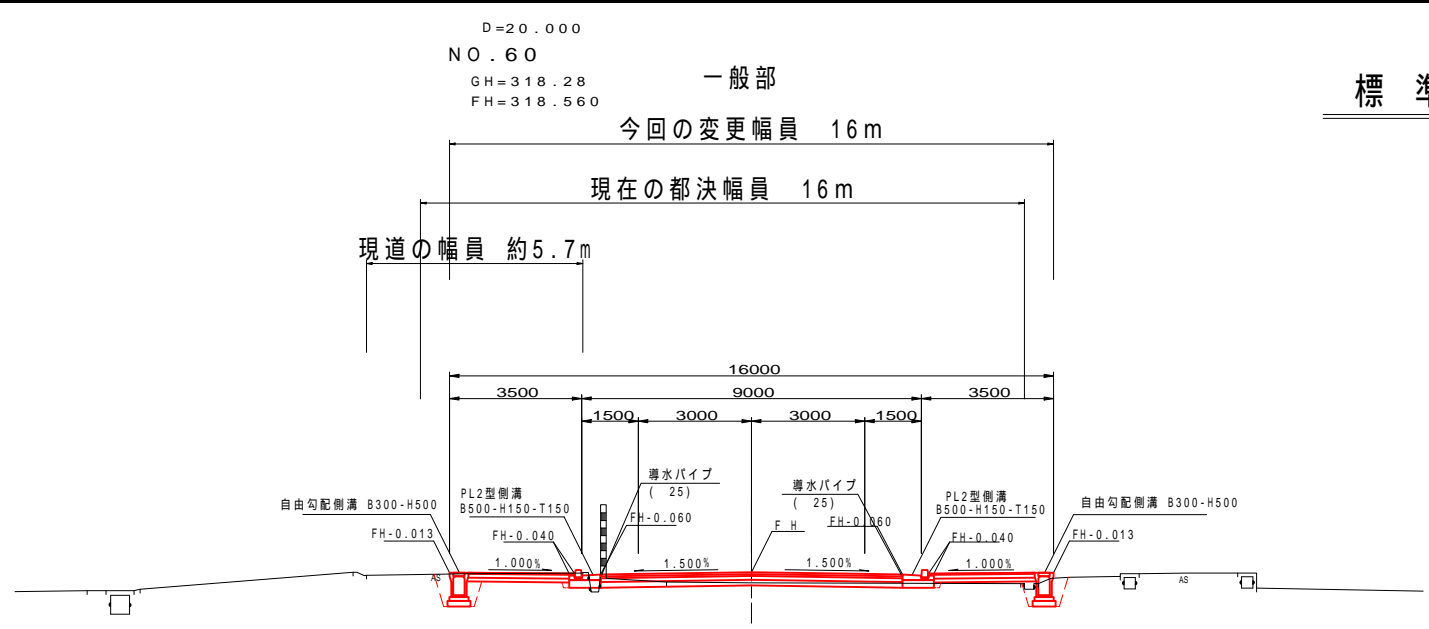 D=20.000
NO.60
GH=318.28
FH=318.560
一般部
標 準
今回の変更幅員 16m
現在の都決幅員 16m
現道の幅員 約5.7m
16000
3500 9000 3500
1500 3000 3000 1500
導水パイプ
( 25)
導水パイプ
( 25)
自由勾配側溝 B300-H500
PL2型側溝
B500-H150-T150
PL2型側溝
B500-H150-T150
自由勾配側溝 B300-H500
FH-0.013
FH-0.040
FH-0.060
F H
FH-0.060
FH-0.040
FH-0.013
1.000% 1.500% 1.500% 1.000%
AS
AS